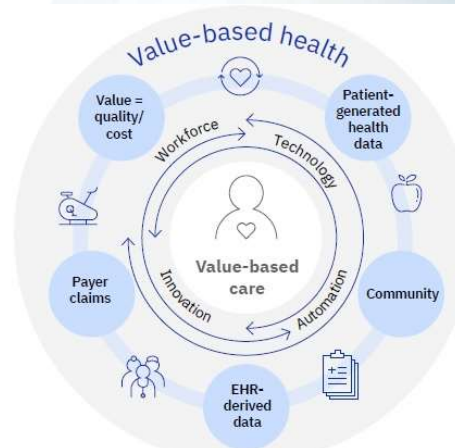 Value-based health
Value =
quality/
cost
Patient-
generated
health
data
Workforce
Technology
Value-based
care
Payer
claims
Innovation
Automation
Community
EHR-
derived
data